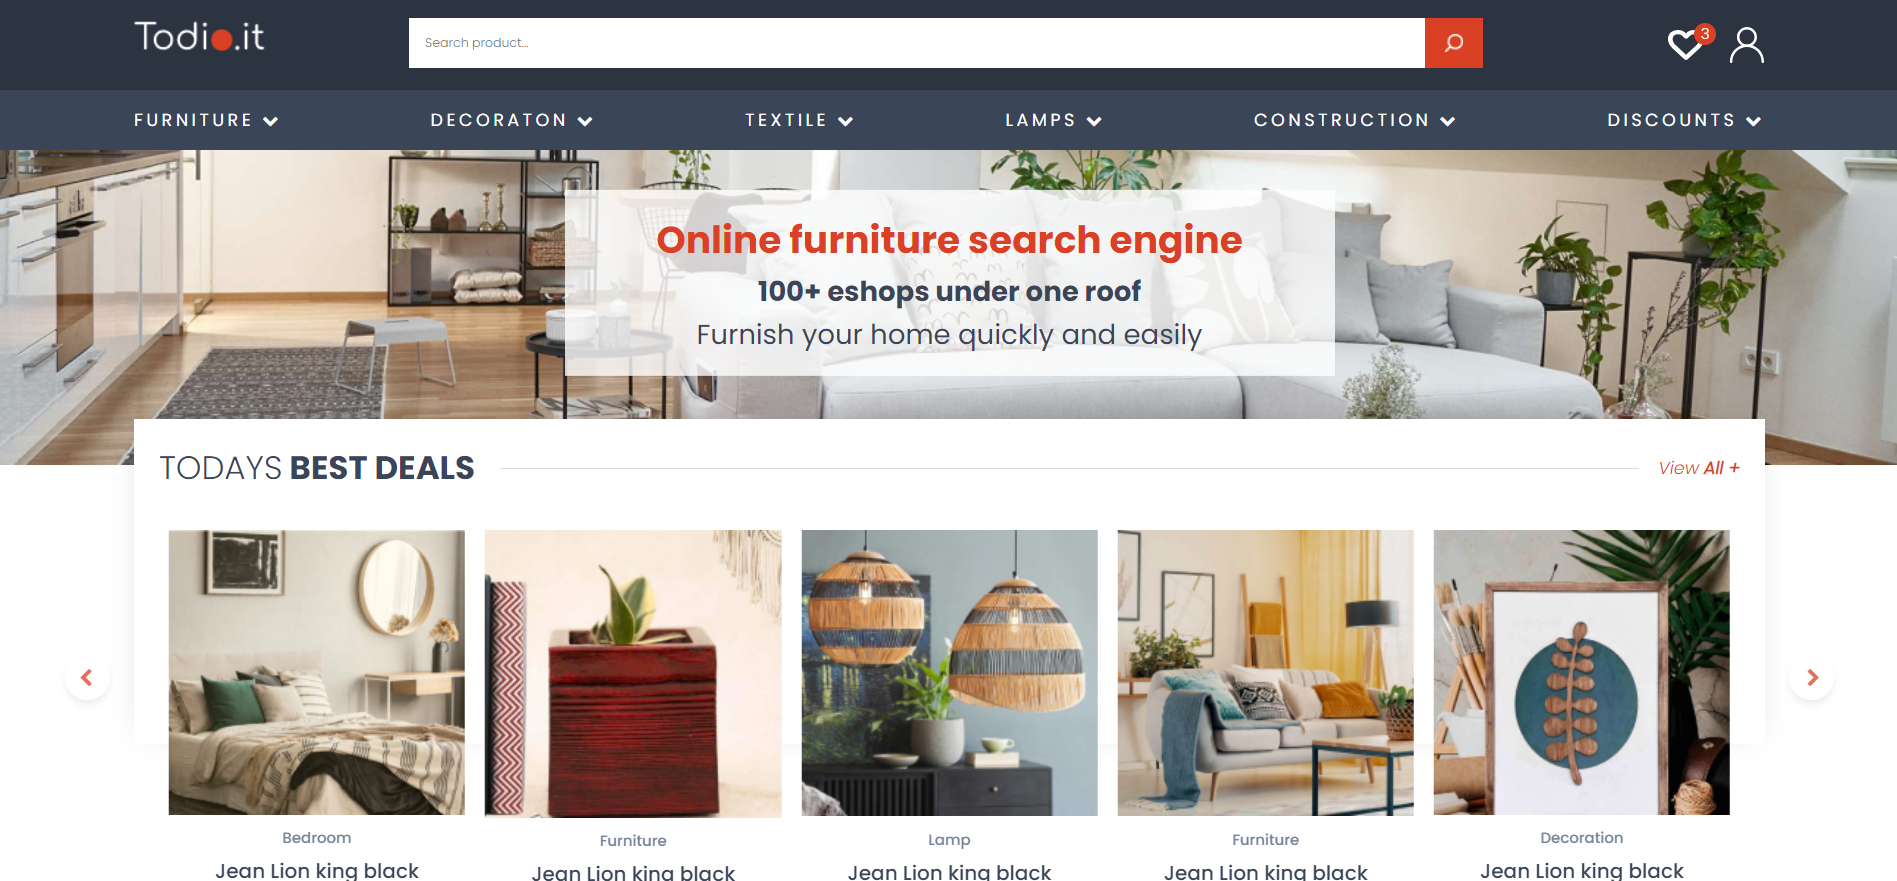 Todio.it
Search product...
3
FURNITURE
DECORATON
TEXTILE
LAMPS
CONSTRUCTION
DISCOUNTS
Online furniture search engine
100+ eshops under one roof
Furnish your home quickly and easily
TODAYS BEST DEALS
View All +
Bedroom
Jean Lion king black
Furniture
Jean Lion king black
Lamp
Jean Lion king black
Furniture
Jean Lion king black
Decoration
Jean Lion king black